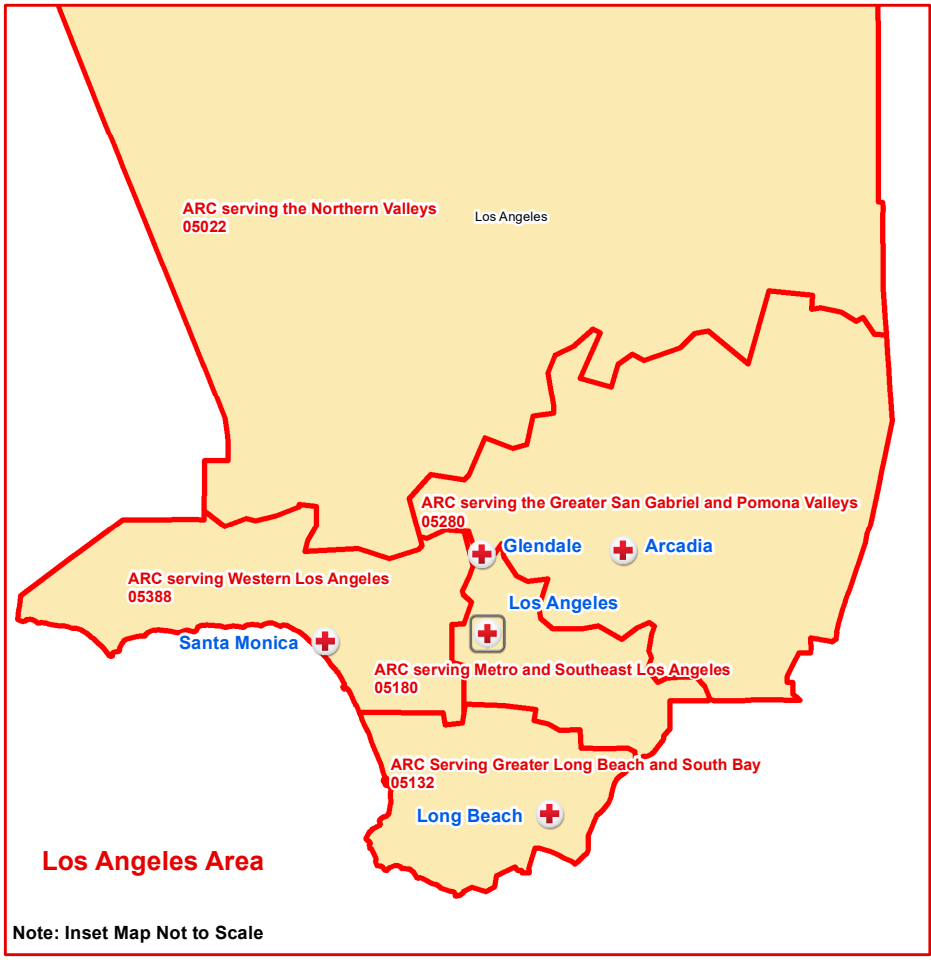 ARC serving the Northern Valleys
05022
Los Angeles
ARC serving the Greater San Gabriel and Pomona Valleys
05280
Glendale
Arcadia
ARC serving Western Los Angeles
05388
Los Angeles
Santa Monica
ARC serving Metro and Southeast Los Angeles
05180
ARC Serving Greater Long Beach and South Bay
05132
Long Beach
Los Angeles Area
Note: Inset Map Not to Scale